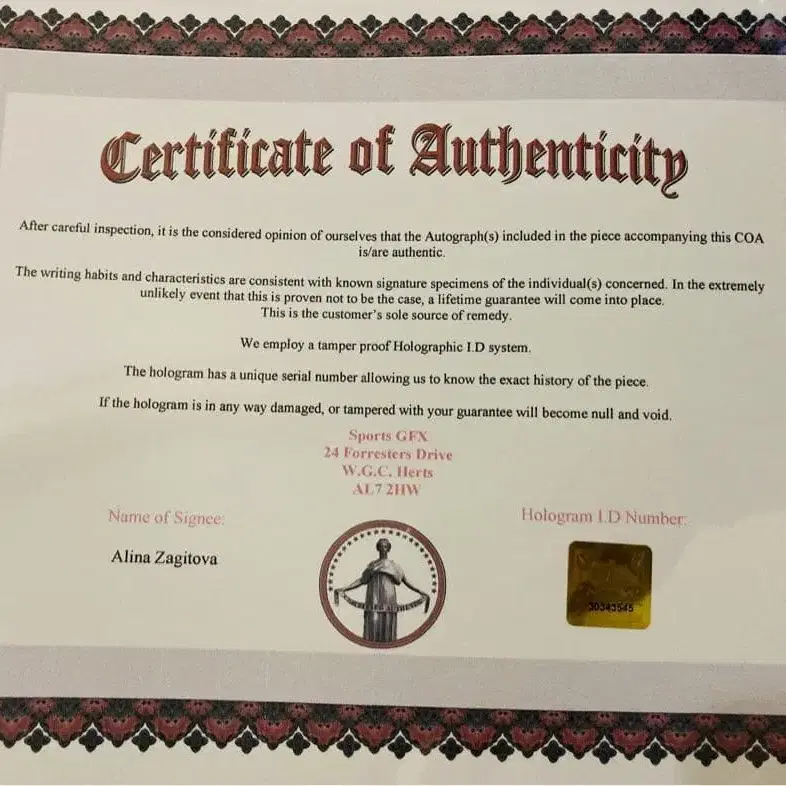 Certificate of Authenticity
After careful inspection, it is the considered opinion of ourselves that the Autograph(s) included in the piece accompanying this COA
is/are authentic.
The writing habits and characteristics are consistent with known signature specimens of the individual(s) concerned. In the extremely
unlikely event that this is proven not to be the case, a lifetime guarantee will come into place.
This is the customer's sole source of remedy.
We employ a tamper proof Holographic I.D system.
The hologram has a unique serial number allowing us to know the exact history of the piece.
If the hologram is in any way damaged, or tampered with your guarantee will become null and void.
Sports GFX
24 Forresters Drive
W.G.C. Herts
AL7 2HW
Name of Signee:
Alina Zagitova
Hologram I.D Number:
30343545